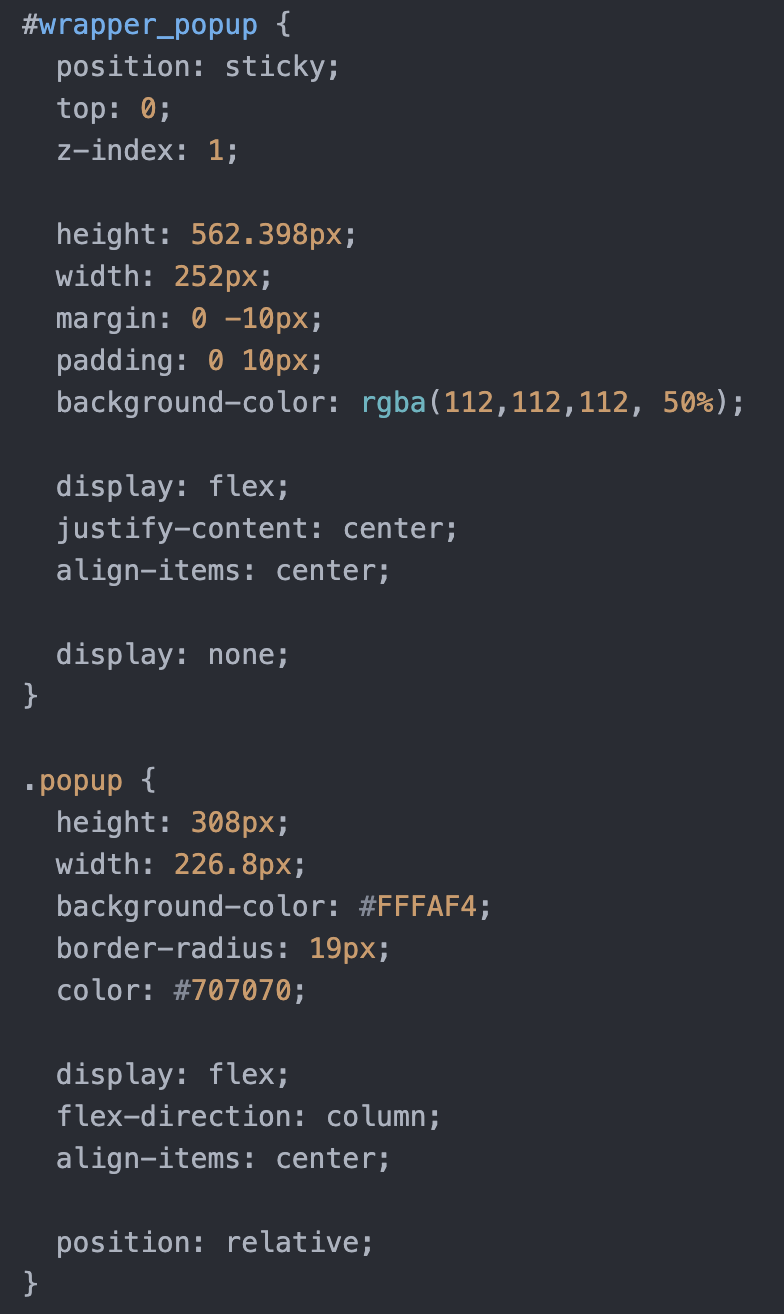 #wrapper_popup {
  position: sticky;
  top: 0;
  z-index: 1;

  height: 562.398px;
  width: 252px;
  margin: 0 -10px;
  padding: 0 10px;
  background-color: rgba(112,112,112, 50%);

  display: flex;
  justify-content: center;
  align-items: center;

  display: none;
}

.popup {
  height: 308px;
  width: 226.8px;
  background-color: #FFFAF4;
  border-radius: 19px;
  color: #707070;

  display: flex;
  flex-direction: column;
  align-items: center;

  position: relative;
}